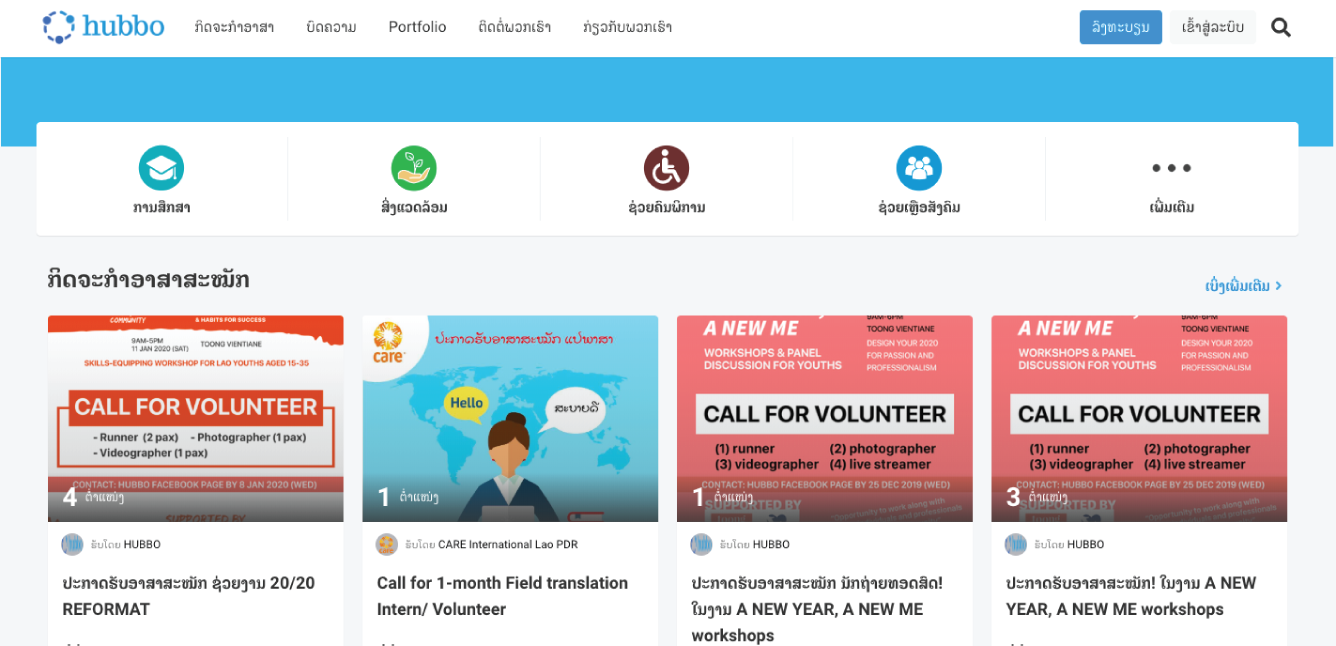 hubbo
ກິດຈະກຳອາສາ ບົດຄວາມ Portfolio ຕິດຕໍ່ພວກເຮົາ ກ່ຽວກັບພວກເຮົາ
ລົງທະບຽນ ເຂົ້າສູ່ລະບົບ
ການສຶກສາ ສິ່ງແວດລ້ອມ ຊ່ວຍຄົນພິການ ຊ່ວຍເຫຼືອສັງຄົມ ເພີ່ມເຕີມ
ກິດຈະກຳອາສາສະໝັກ
ເບິ່ງເພີ່ມເຕີມ >
COMMUNITY & HABITS FOR SUCCESS
9AM-5PM
11 JAN 2020 (SAT) TOONG VIENTIANE
SKILLS-EQUIPPING WORKSHOP FOR LAO YOUTHS AGED 15-35
CALL FOR VOLUNTEER
- Runner (2 pax) - Photographer (1 pax)
- Videographer (1 pax)
CONTACT: HUBBO FACEBOOK PAGE BY 8 JAN 2020 (WED)
4 ຕຳແໜ່ງ
SUPPORTED BY
ຮັບໂດຍ HUBBO
ປະກາດຮັບອາສາສະໝັກ ຊ່ວຍງານ 20/20
REFORMAT
care
ປະກາດຮັບອາສາສະໝັກ ແປພາສາ
Hello
ສະບາຍດີ
1 ຕຳແໜ່ງ
ຮັບໂດຍ CARE International Lao PDR
Call for 1-month Field translation
Intern/ Volunteer
9AM-6PM
A NEW ME TOONG VIENTIANE
WORKSHOPS & PANEL
DISCUSSION FOR YOUTHS
DESIGN YOUR 2020
FOR PASSION AND
PROFESSIONALISM
CALL FOR VOLUNTEER
(1) runner (2) photographer
(3) videographer (4) live streamer
CONTACT: HUBBO FACEBOOK PAGE BY 25 DEC 2019 (WED)
1 ຕຳແໜ່ງ
SUPPORTED BY
"Opportunity to work along with
ຮັບໂດຍ HUBBO
ປະກາດຮັບອາສາສະໝັກ ນັກຖ່າຍທອດສົດ!
ໃນງານ A NEW YEAR, A NEW ME
workshops
9AM-6PM
A NEW ME TOONG VIENTIANE
WORKSHOPS & PANEL
DISCUSSION FOR YOUTHS
DESIGN YOUR 2020
FOR PASSION AND
PROFESSIONALISM
CALL FOR VOLUNTEER
(1) runner (2) photographer
(3) videographer (4) live streamer
CONTACT: HUBBO FACEBOOK PAGE BY 25 DEC 2019 (WED)
3 ຕຳແໜ່ງ
SUPPORTED BY
"Opportunity to work along with
ຮັບໂດຍ HUBBO
ປະກາດຮັບອາສາສະໝັກ! ໃນງານ A NEW
YEAR, A NEW ME workshops